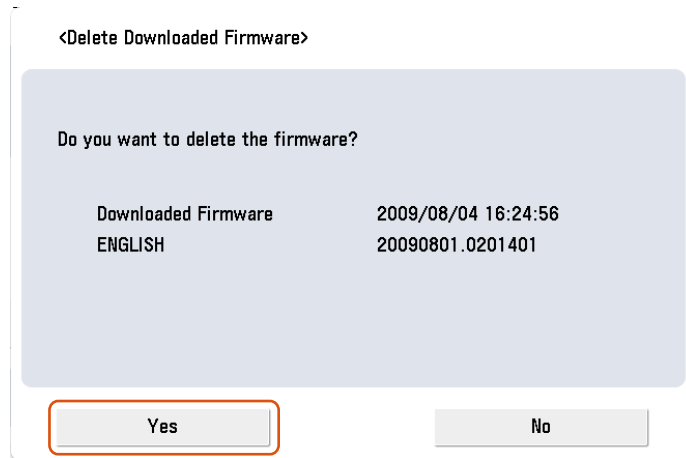 <Delete Downloaded Firmware>
Do you want to delete the firmware?
Downloaded Firmware 2009/08/04 16:24:56
ENGLISH 20090801.0201401
Yes No